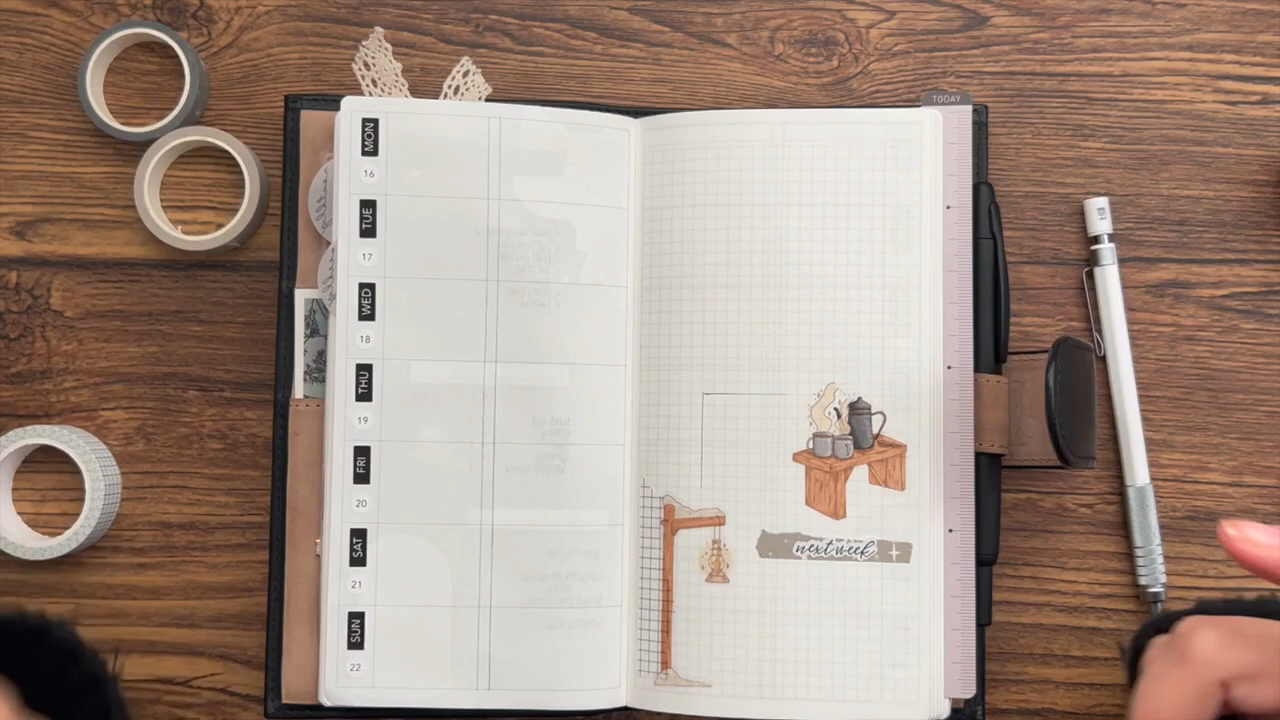 TODAY
MON
16
TUE
17
WED
18
THU
19
FRI
20
SAT
21
SUN
22
next week